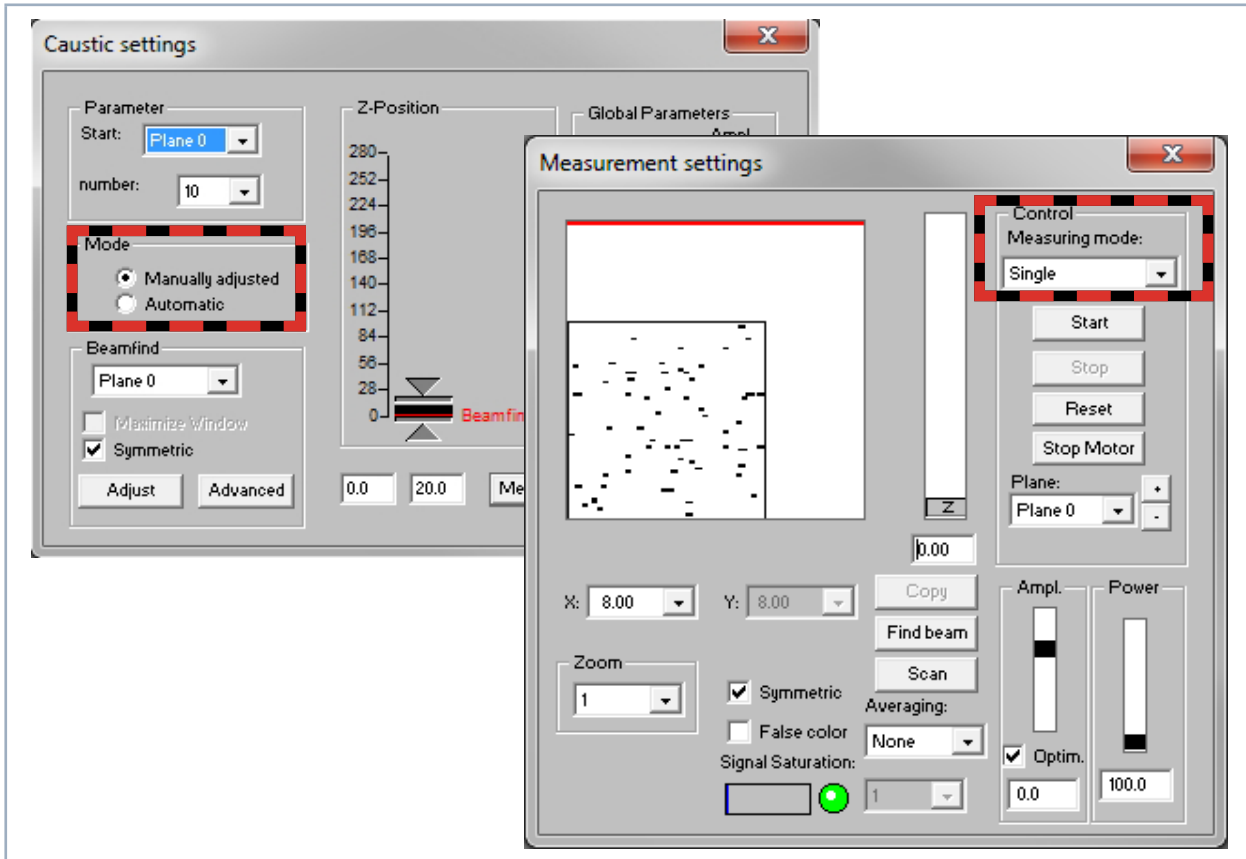 Caustic settings
Parameter
Start:
Plane 0
number:
10
Mode
Manually adjusted
Automatic
Beamfind
Plane 0
Maximize Window
Symmetric
Adjust
Advanced
Z-Position
280
252
224
196
168
140
112
84
56
28
0
0.0
20.0
Global Parameters
Measurement settings
Z
0.00
X:
8.00
Y:
8.00
Copy
Find beam
Scan
Zoom
1
Symmetric
False color
Averaging:
None
Signal Saturation:
1
Control
Measuring mode:
Single
Start
Stop
Reset
Stop Motor
Plane:
Plane 0
+
-
Ampl.
Optim.
0.0
Power
100.0